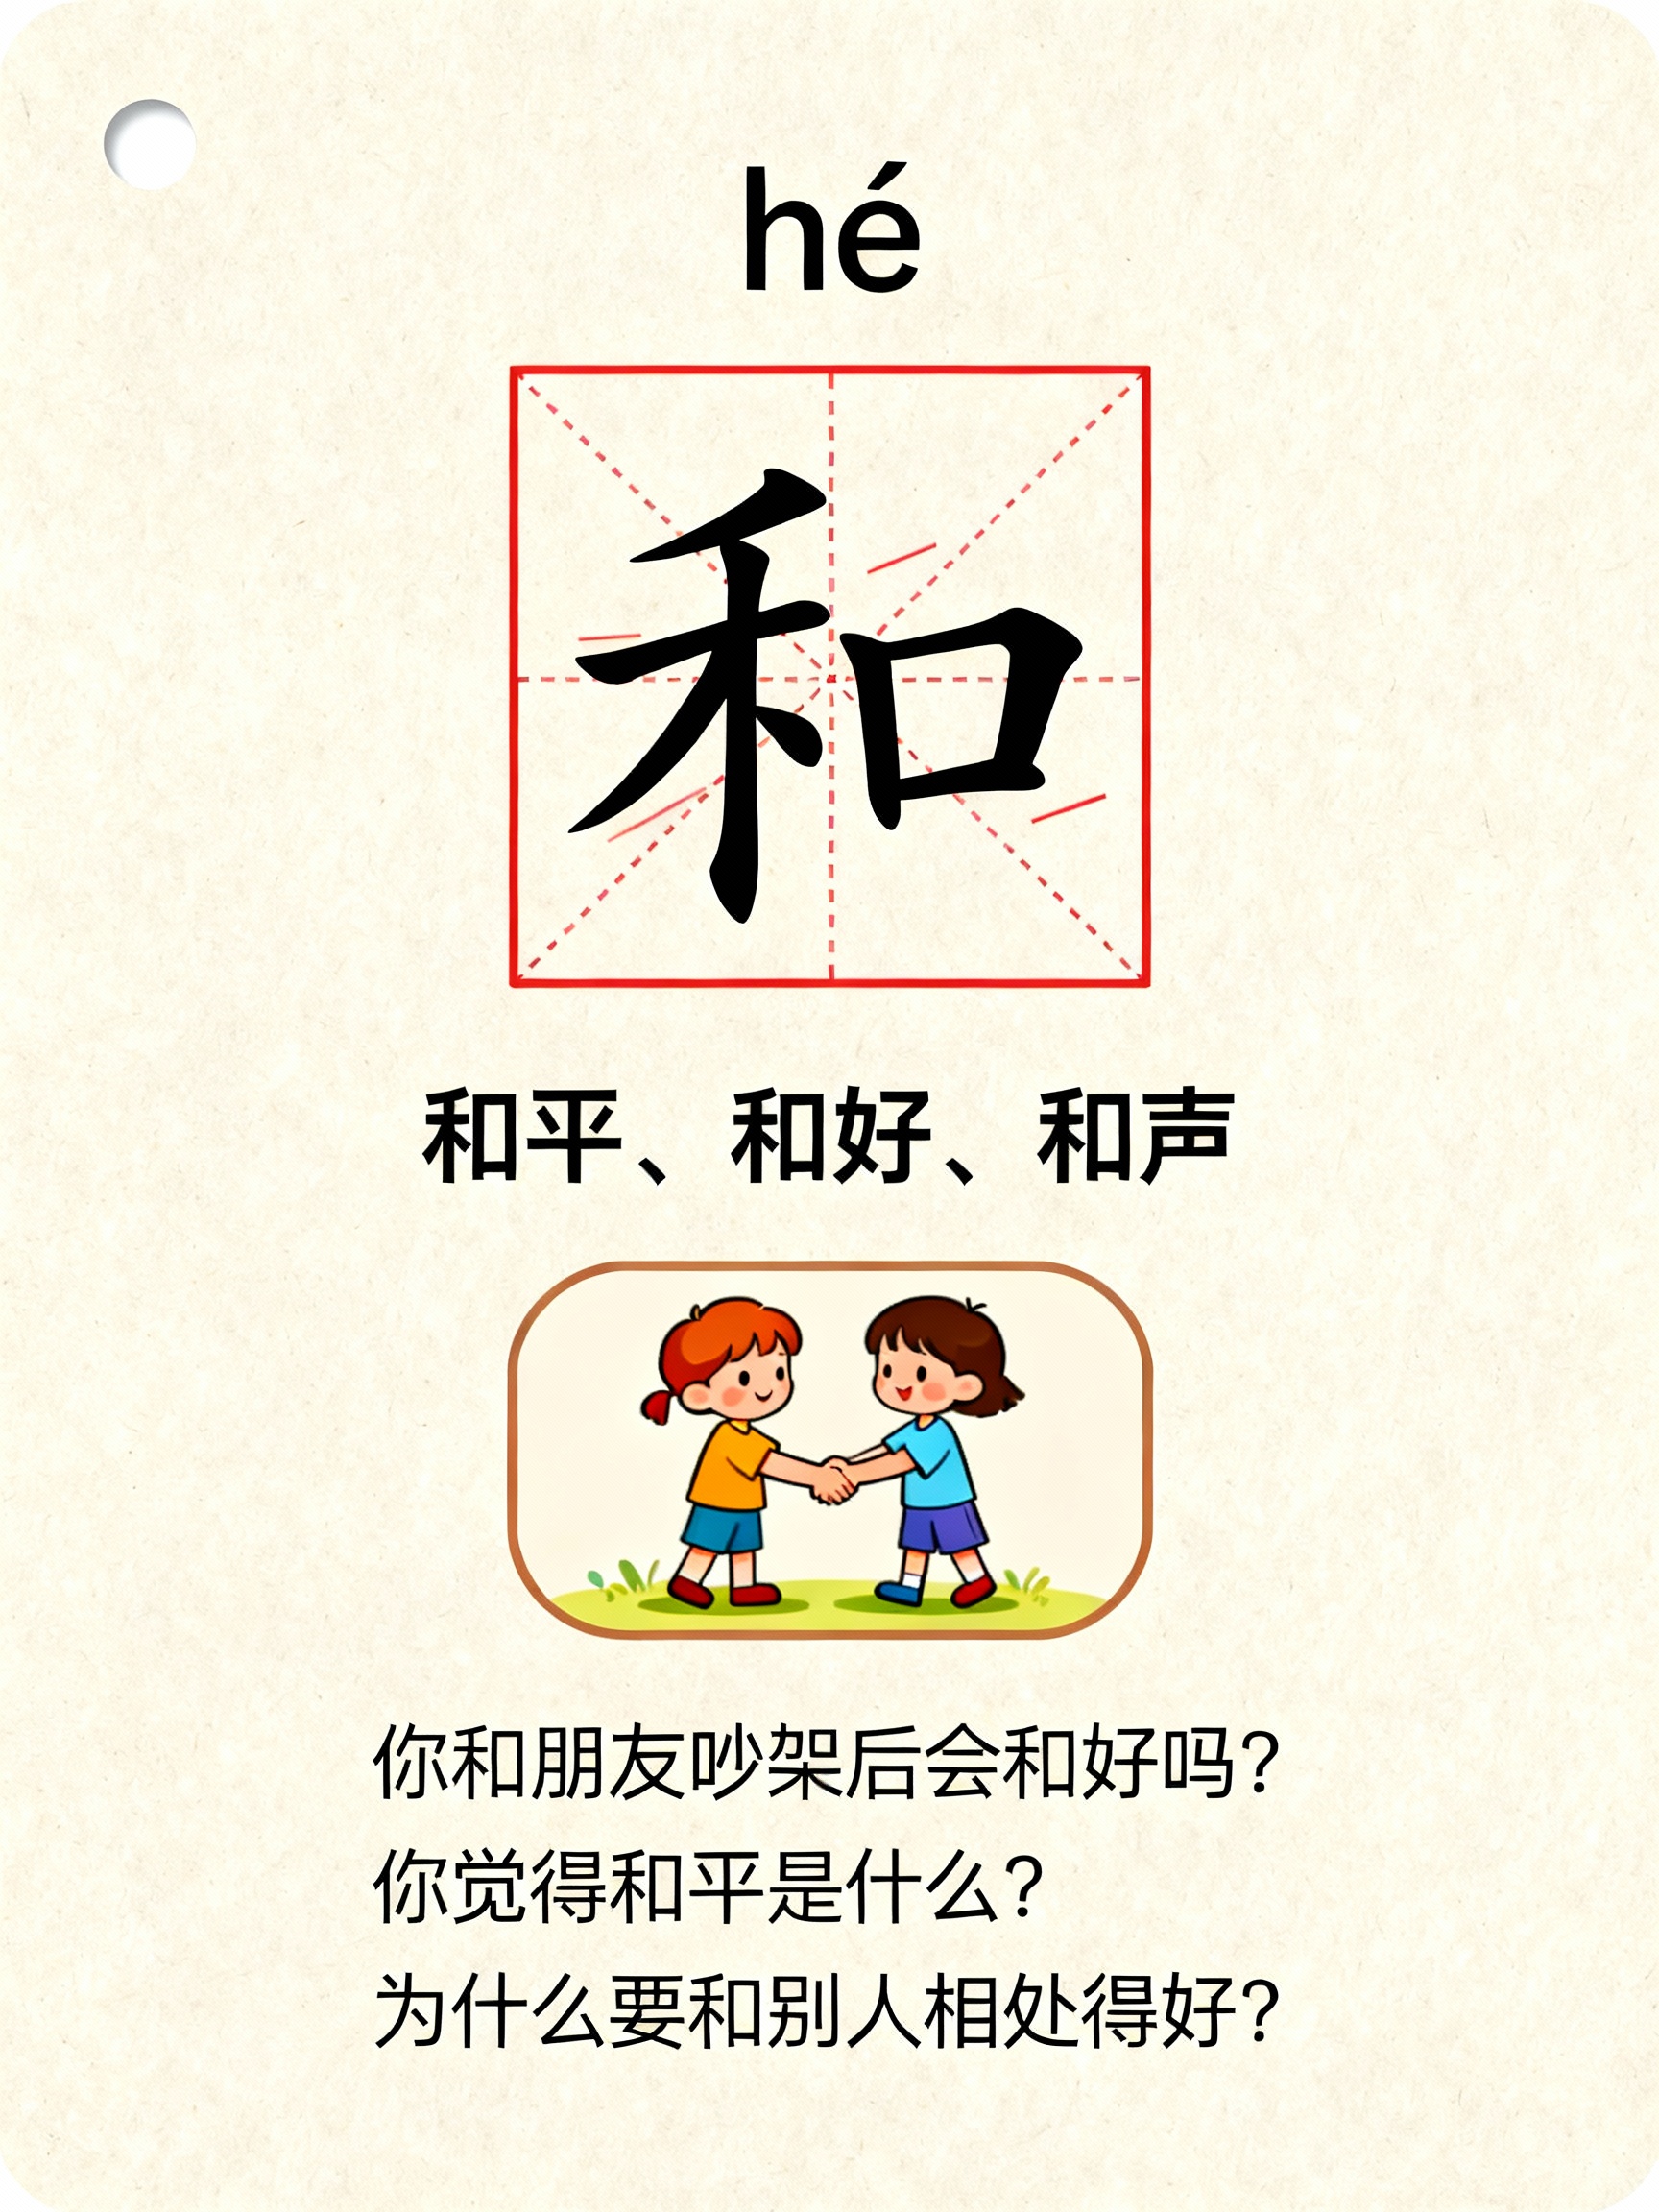 hé
和
和平、和好、和声
你和朋友吵架后会和好吗？
你觉得和平是什么？
为什么要和别人相处得好？